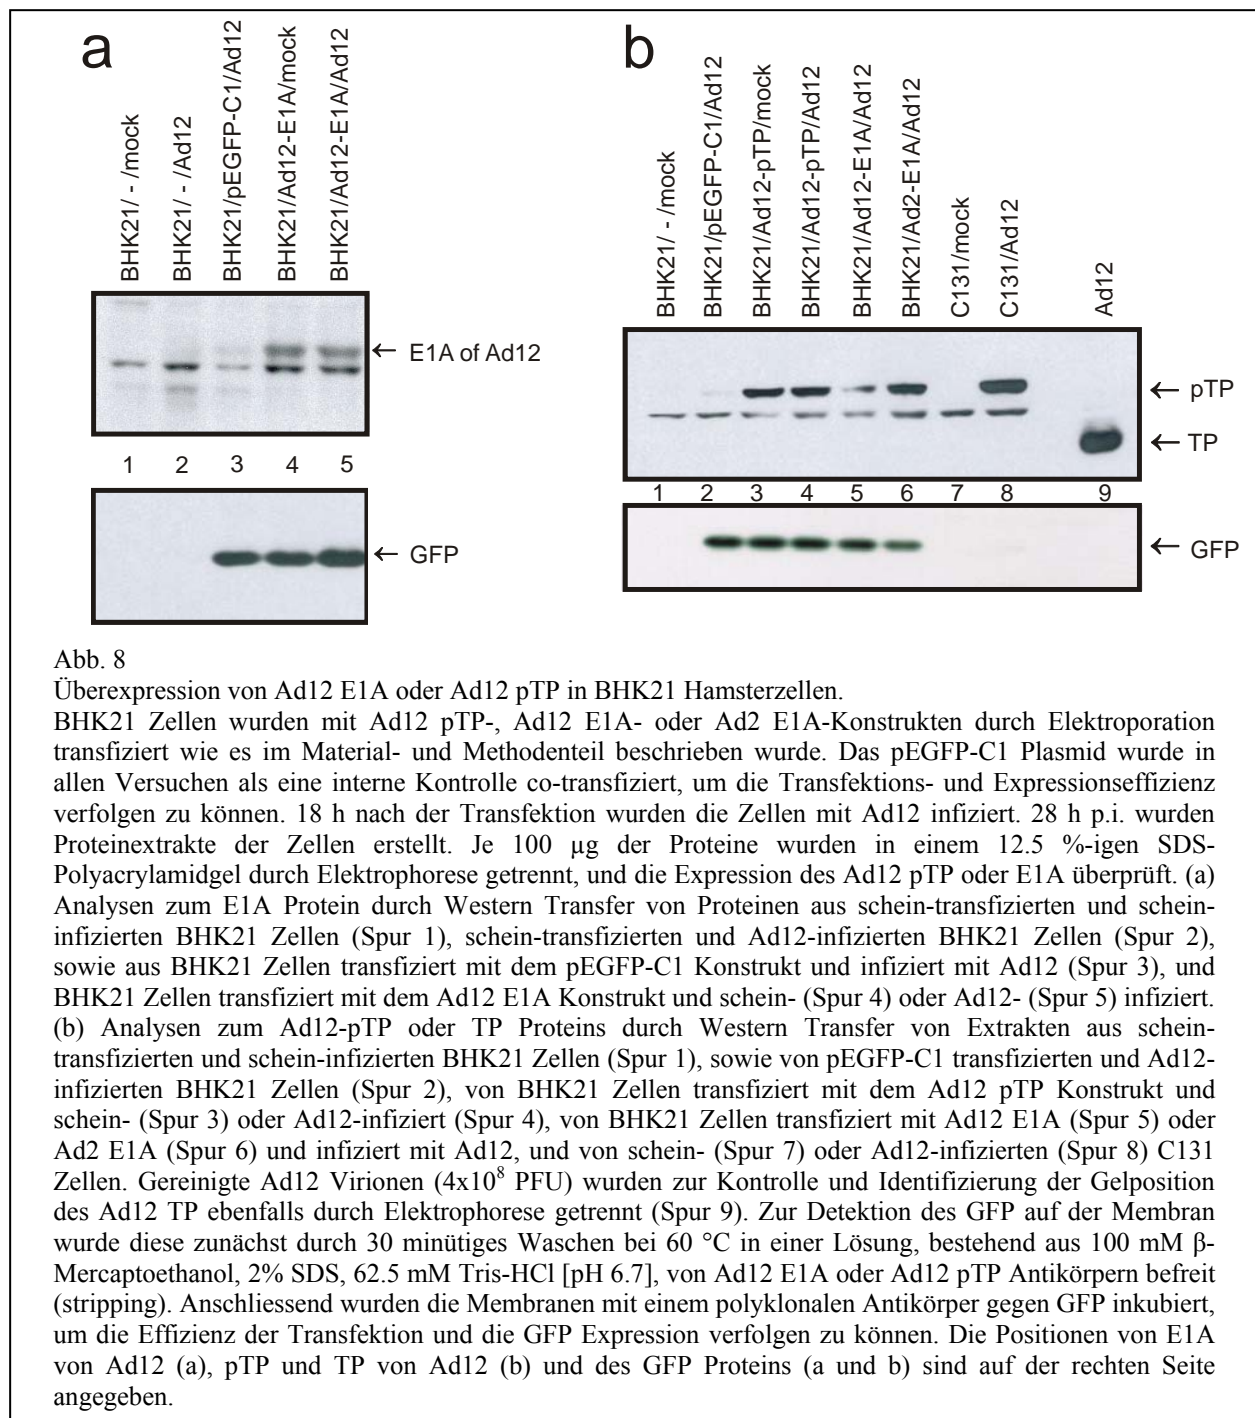 a
BHK21/ - /mock
BHK21/ - /Ad12
BHK21/pEGFP-C1/Ad12
BHK21/Ad12-E1A/mock
BHK21/Ad12-E1A/Ad12
← E1A of Ad12
1 2 3 4 5
← GFP
b
BHK21/ - /mock
BHK21/pEGFP-C1/Ad12
BHK21/Ad12-pTP/mock
BHK21/Ad12-pTP/Ad12
BHK21/Ad12-E1A/Ad12
BHK21/Ad2-E1A/Ad12
C131/mock
C131/Ad12
Ad12
← pTP
← TP
1 2 3 4 5 6 7 8 9
← GFP
Abb. 8
Überexpression von Ad12 E1A oder Ad12 pTP in BHK21 Hamsterzellen.
BHK21 Zellen wurden mit Ad12 pTP-, Ad12 E1A- oder Ad2 E1A-Konstrukten durch Elektroporation
transfiziert wie es im Material- und Methodenteil beschrieben wurde. Das pEGFP-C1 Plasmid wurde in
allen Versuchen als eine interne Kontrolle co-transfiziert, um die Transfektions- und Expressionseffizienz
verfolgen zu können. 18 h nach der Transfektion wurden die Zellen mit Ad12 infiziert. 28 h p.i. wurden
Proteinextrakte der Zellen erstellt. Je 100 µg der Proteine wurden in einem 12.5 %-igen SDS-
Polyacrylamidgel durch Elektrophorese getrennt, und die Expression des Ad12 pTP oder E1A überprüft. (a)
Analysen zum E1A Protein durch Western Transfer von Proteinen aus schein-transfizierten und schein-
infizierten BHK21 Zellen (Spur 1), schein-transfizierten und Ad12-infizierten BHK21 Zellen (Spur 2),
sowie aus BHK21 Zellen transfiziert mit dem pEGFP-C1 Konstrukt und infiziert mit Ad12 (Spur 3), und
BHK21 Zellen transfiziert mit dem Ad12 E1A Konstrukt und schein- (Spur 4) oder Ad12- (Spur 5) infiziert.
(b) Analysen zum Ad12-pTP oder TP Proteins durch Western Transfer von Extrakten aus schein-
transfizierten und schein-infizierten BHK21 Zellen (Spur 1), sowie von pEGFP-C1 transfizierten und Ad12-
infizierten BHK21 Zellen (Spur 2), von BHK21 Zellen transfiziert mit dem Ad12 pTP Konstrukt und
schein- (Spur 3) oder Ad12-infiziert (Spur 4), von BHK21 Zellen transfiziert mit Ad12 E1A (Spur 5) oder
Ad2 E1A (Spur 6) und infiziert mit Ad12, und von schein- (Spur 7) oder Ad12-infizierten (Spur 8) C131
Zellen. Gereinigte Ad12 Virionen (4x10⁸ PFU) wurden zur Kontrolle und Identifizierung der Gelposition
des Ad12 TP ebenfalls durch Elektrophorese getrennt (Spur 9). Zur Detektion des GFP auf der Membran
wurde diese zunächst durch 30 minütiges Waschen bei 60 °C in einer Lösung, bestehend aus 100 mM β-
Mercaptoethanol, 2% SDS, 62.5 mM Tris-HCl [pH 6.7], von Ad12 E1A oder Ad12 pTP Antikörpern befreit
(stripping). Anschliessend wurden die Membranen mit einem polyklonalen Antikörper gegen GFP inkubiert,
um die Effizienz der Transfektion und die GFP Expression verfolgen zu können. Die Positionen von E1A
von Ad12 (a), pTP und TP von Ad12 (b) und des GFP Proteins (a und b) sind auf der rechten Seite
angegeben.